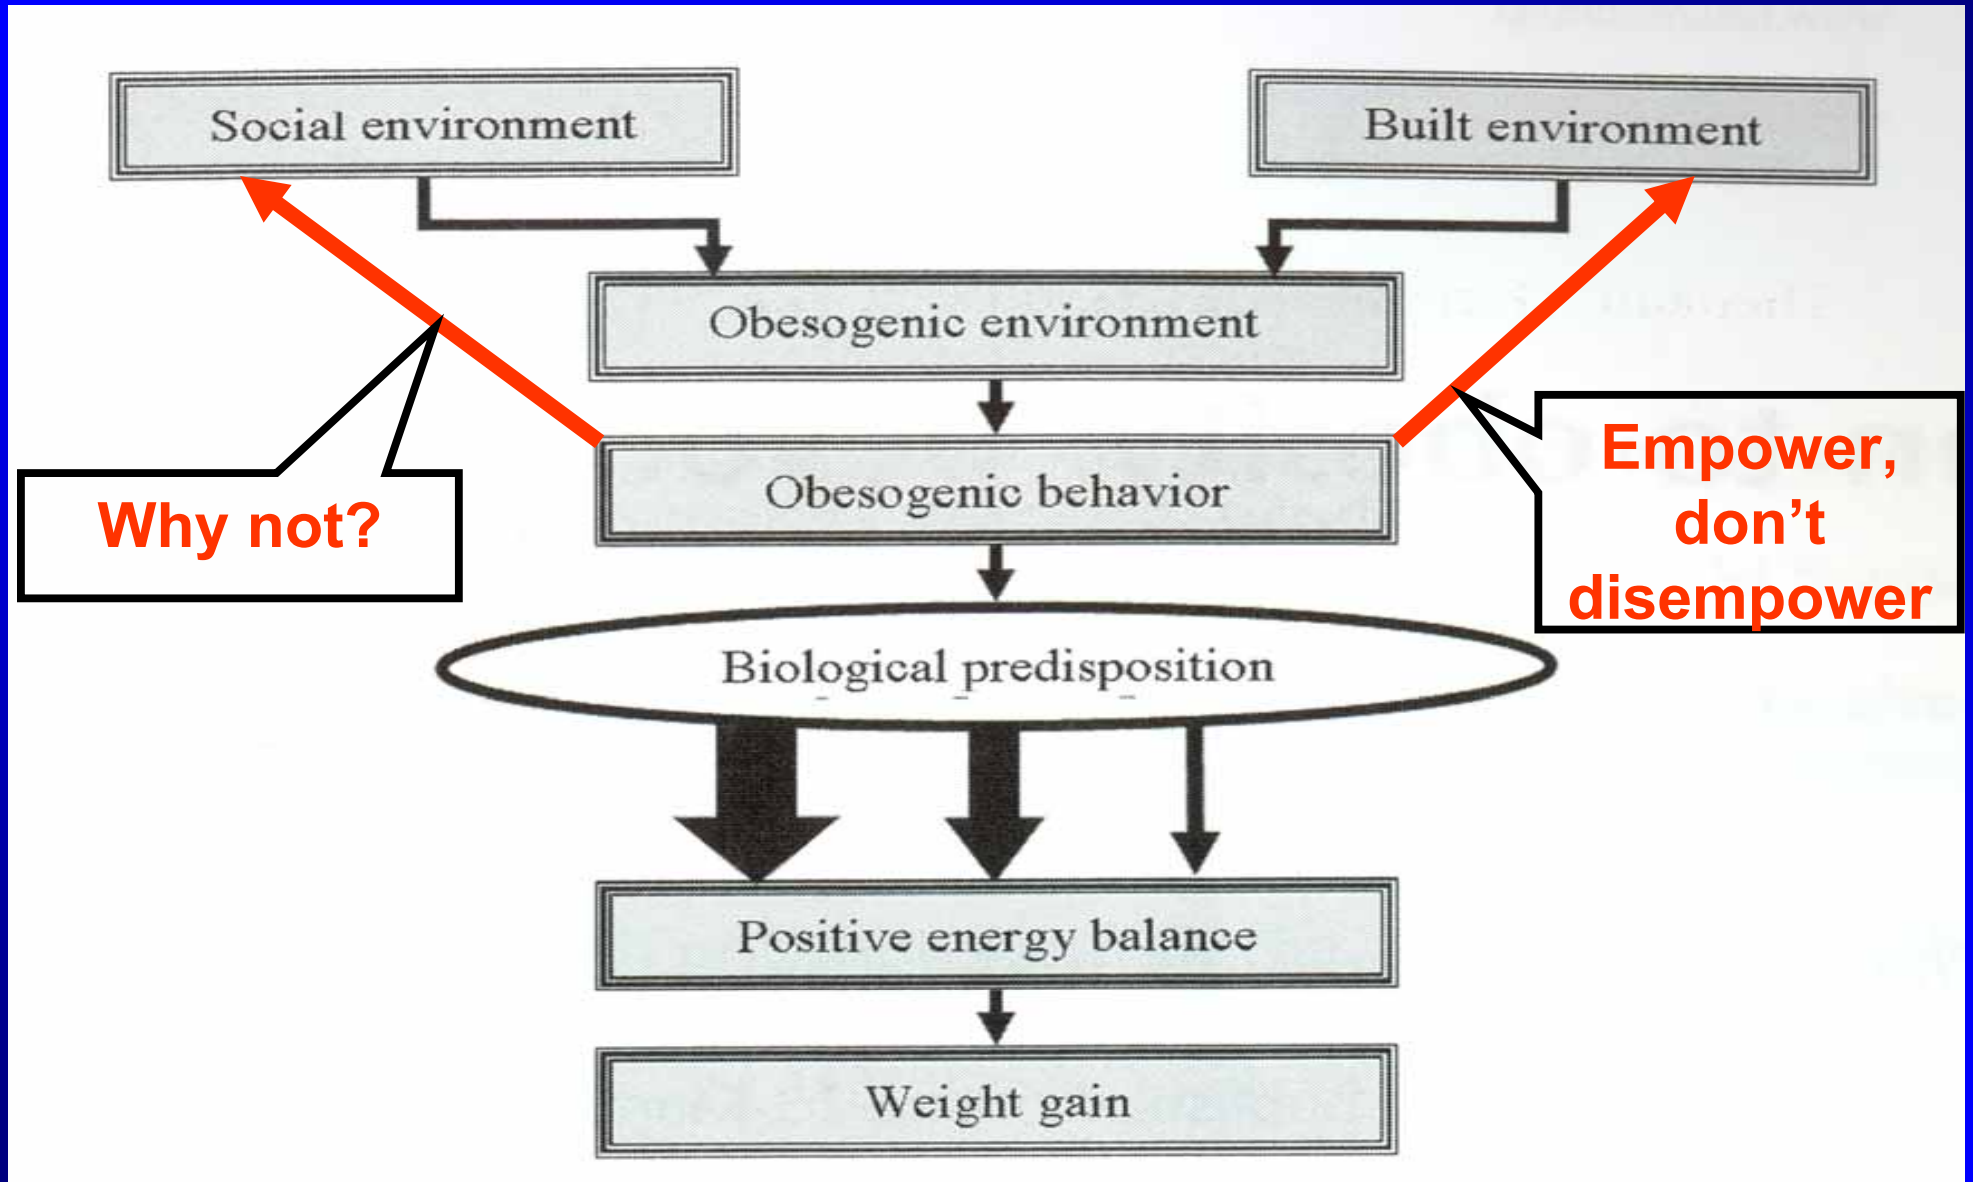 Social environment
Built environment
Obesogenic environment
Obesogenic behavior
Why not?
Empower,
don’t
disempower
Biological predisposition
Positive energy balance
Weight gain